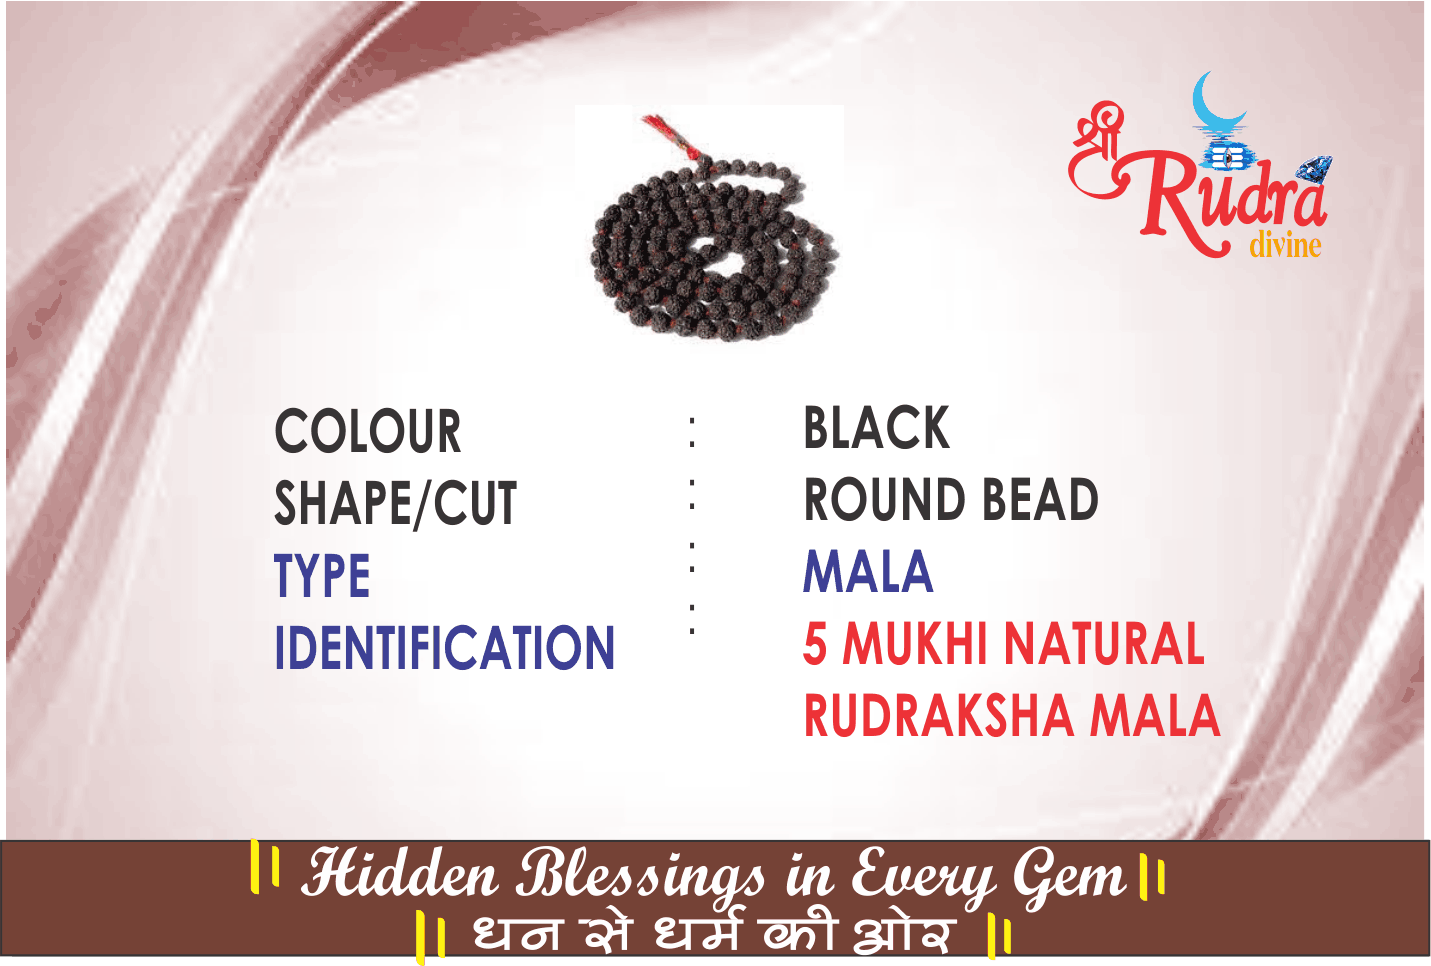 श्री Rudra
divine
COLOUR : BLACK
SHAPE/CUT : ROUND BEAD
TYPE : MALA
IDENTIFICATION : 5 MUKHI NATURAL
RUDRAKSHA MALA
|| Hidden Blessings in Every Gem ||
|| धन से धर्म की ओर ||